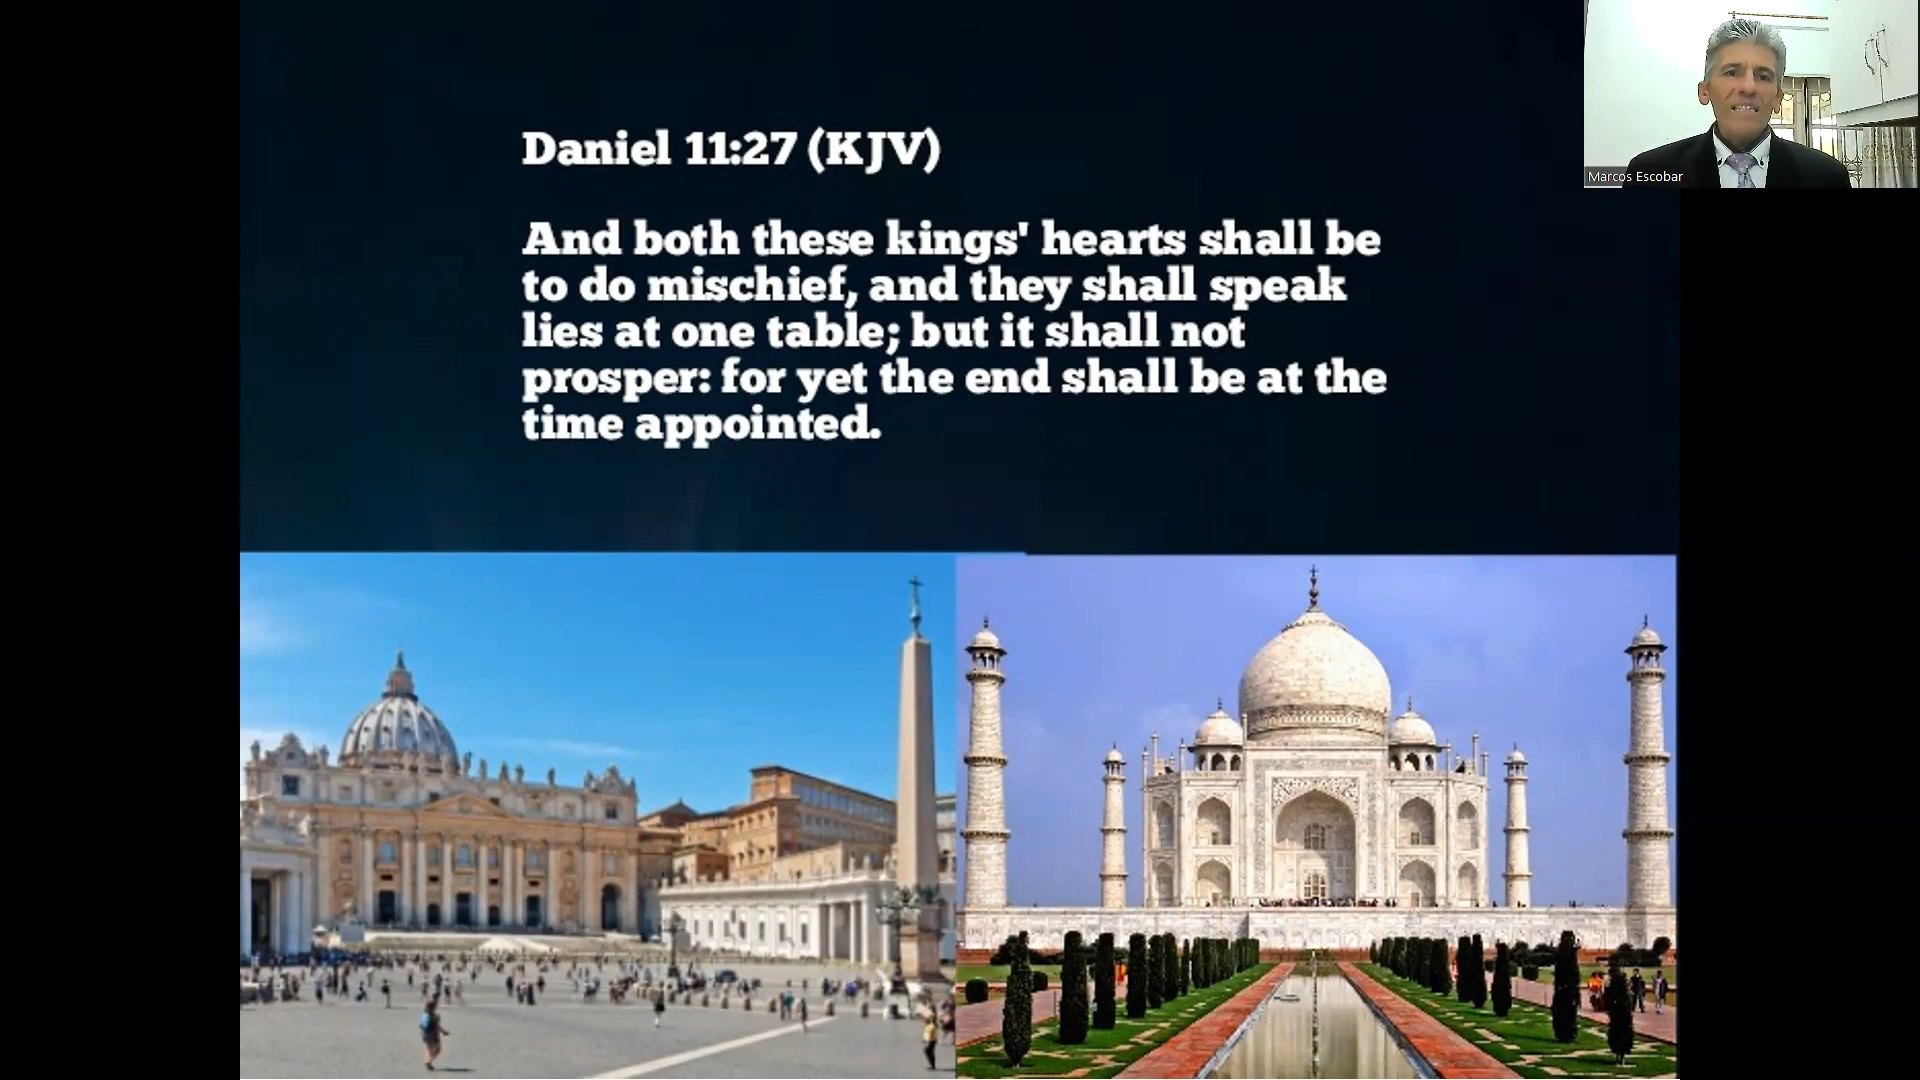 Daniel 11:27 (KJV)
And both these kings' hearts shall be
to do mischief, and they shall speak
lies at one table; but it shall not
prosper: for yet the end shall be at the
time appointed.
Marcos Escobar